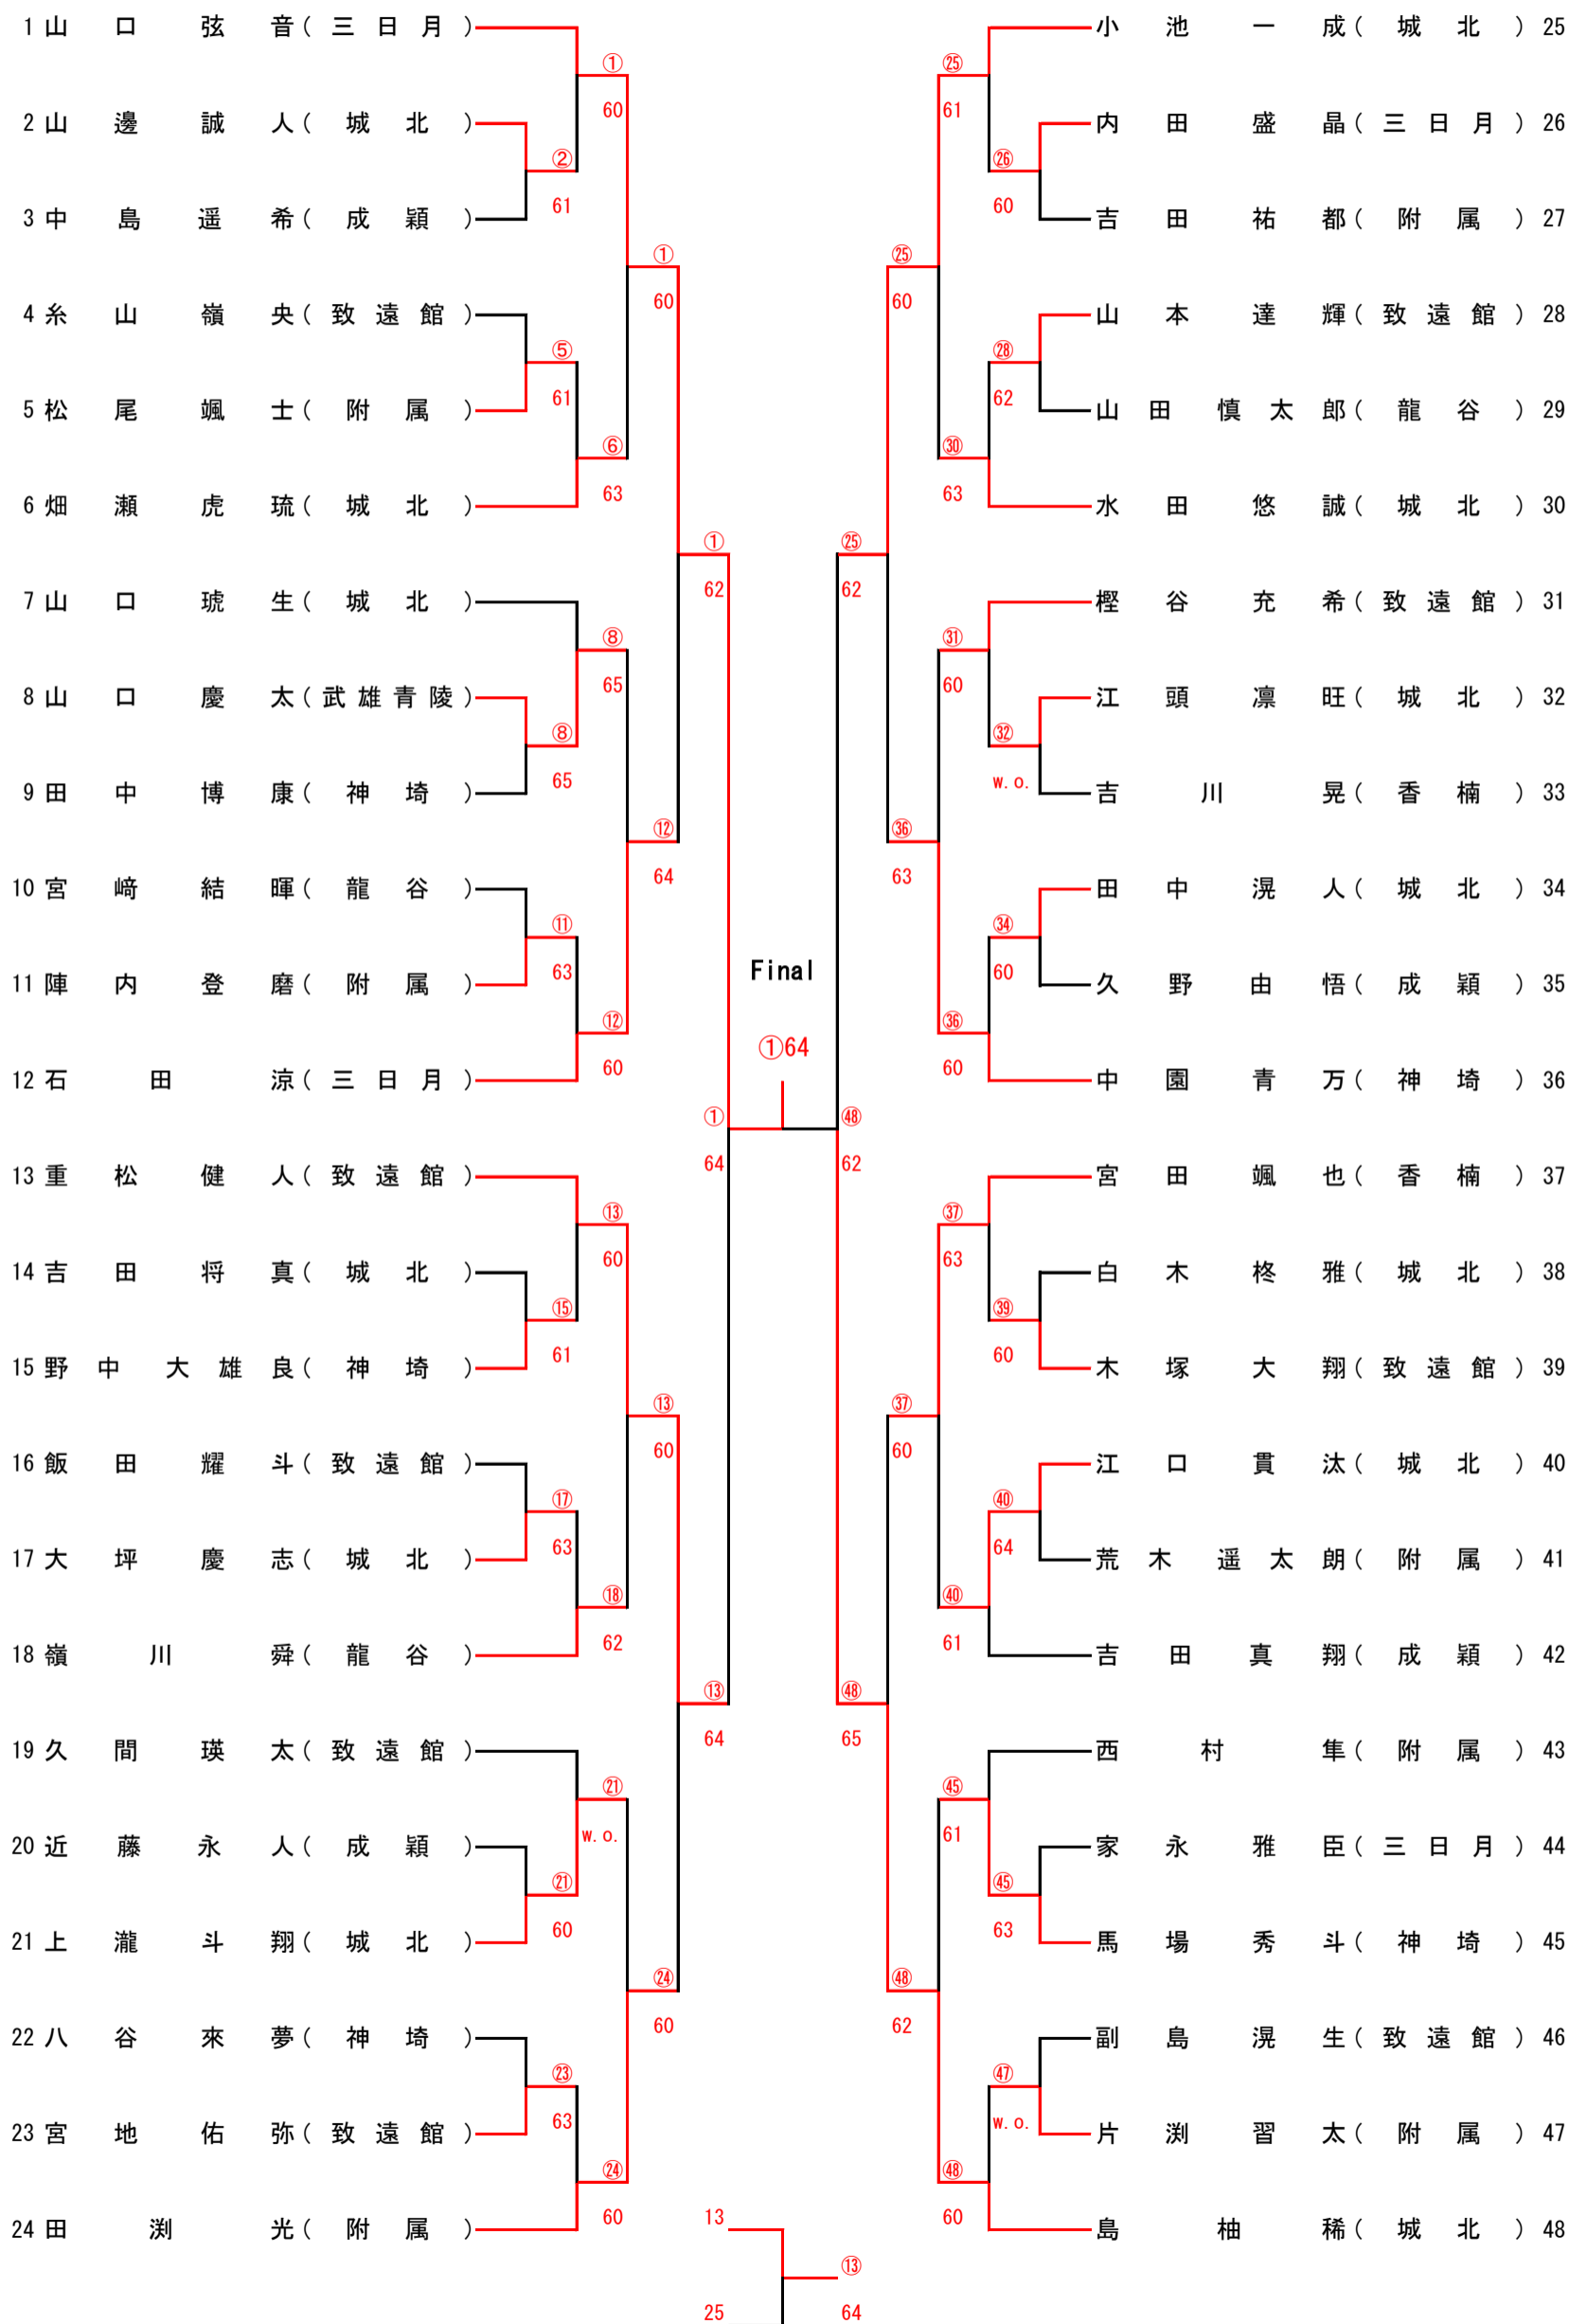 1 山口弦音(三日月) 小池一成(城北) 25
① ㉕
60 61
2 山邊誠人(城北) 内田盛晶(三日月) 26
② ㉖
61 60
3 中島遥希(成穎) 吉田祐都(附属) 27
① ㉕
60 60
4 糸山嶺央(致遠館) 山本達輝(致遠館) 28
⑤ ㉘
61 62
5 松尾颯士(附属) 山田慎太郎(龍谷) 29
⑥ ㉚
63 63
6 畑瀬虎琉(城北) 水田悠誠(城北) 30
① ㉕
62 62
7 山口琥生(城北) 樫谷充希(致遠館) 31
⑧ ㉛
65 60
8 山口慶太(武雄青陵) 江頭凛旺(城北) 32
⑧ ㉜
65 w.o.
9 田中博康(神埼) 吉川晃(香楠) 33
⑫ ㊱
64 63
10 宮﨑結暉(龍谷) 田中滉人(城北) 34
⑪ ㉞
63 60
Final
11 陣内登磨(附属) 久野由悟(成穎) 35
⑫ ㊱
①64
60 60
12 石田涼(三日月) 中園青万(神埼) 36
① ㊽
64 62
13 重松健人(致遠館) 宮田颯也(香楠) 37
⑬ ㊲
60 63
14 吉田将真(城北) 白木柊雅(城北) 38
⑮ ㊴
61 60
15 野中大雄良(神埼) 木塚大翔(致遠館) 39
⑬ ㊲
60 60
16 飯田耀斗(致遠館) 江口貫汰(城北) 40
⑰ ㊵
63 64
17 大坪慶志(城北) 荒木遥太朗(附属) 41
⑱ ㊵
62 61
18 嶺川舜(龍谷) 吉田真翔(成穎) 42
⑬ ㊽
64 65
19 久間瑛太(致遠館) 西村隼(附属) 43
㉑ ㊺
w.o. 61
20 近藤永人(成穎) 家永雅臣(三日月) 44
㉑ ㊺
60 63
21 上瀧斗翔(城北) 馬場秀斗(神埼) 45
㉔ ㊽
60 62
22 八谷來夢(神埼) 副島滉生(致遠館) 46
㉓ ㊼
63 w.o.
23 宮地佑弥(致遠館) 片渕習太(附属) 47
㉔ ㊽
60 13 60
24 田渕光(附属) 島柚稀(城北) 48
⑬
25 64